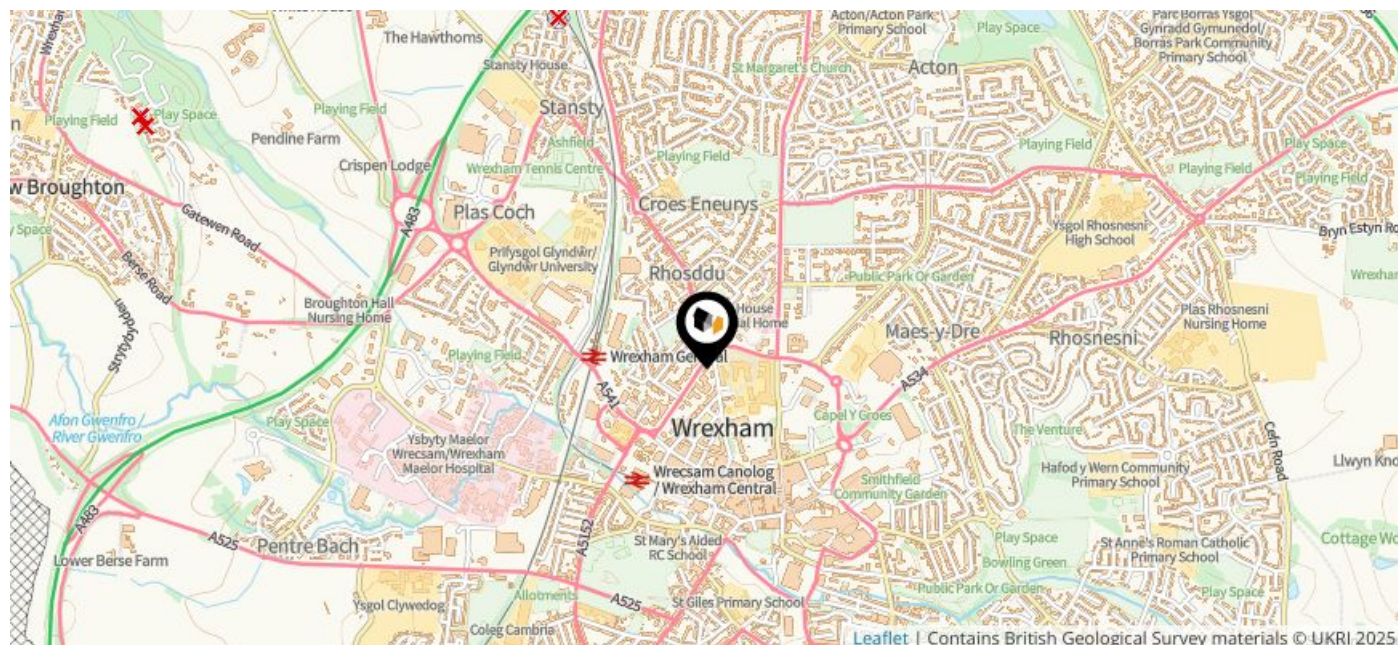 The Hawthorns
Stansty House
Acton/Acton Park
Primary School
Play Space
Parc Borras Ysgol
Gynradd Gymunedol/
Borras Park Community
Primary School
St Margaret's Church
Acton
Stansty
Playing Field
Play Space
Playing Field
Pendine Farm
Crispen Lodge
Ashfield
Wrexham Tennis Centre
Playing Field
Playing Field
Play Space
Playing Field
Playing Field
w Broughton
Gatewen Road
A483
Plas Coch
Croes Eneurys
Ysgol Rhosnesni
High School
Bryn Estyn Ro
y Space
Berse Road
Prifysgol Glyndŵr/
Glyndŵr University
Rhosddu
Public Park Or Garden
Wrexham
Broughton Hall
Nursing Home
House
al Home
Maes-y-Dre
Rhosnesni
Plas Rhosnesni
Nursing Home
Playing Field
Wrexham General
A541
A534
Afon Gwenfro /
River Gwenfro
Play Space
Ysbyty Maelor
Wrecsam/Wrexham
Maelor Hospital
Wrexham
Capel Y Groes
The Venture
Cefn Road
Hafod y Wern Community
Primary School
Llwyn Kno
Wrecsam Canolog
/ Wrexham Central
Smithfield
Community Garden
A483
A525
A5152
Pentre Bach
Lower Berse Farm
St Mary's Aided
RC School
Play Space
Bowling Green
St Anne's Roman Catholic
Primary School
Cottage Wo
Play Space
Public Park Or Garden
Allotments
A525
Ysgol Clywedog
St Giles Primary School
Coleg Cambria
Leaflet | Contains British Geological Survey materials © UKRI 2025